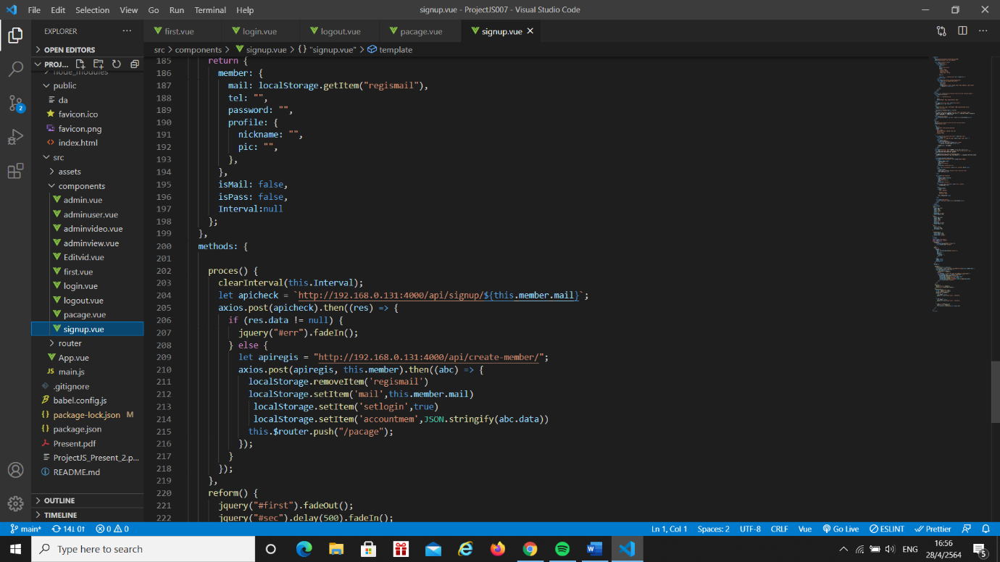 File Edit Selection View Go Run Terminal Help
signup.vue - ProjectJS007 - Visual Studio Code
EXPLORER
OPEN EDITORS
PROJ...
node_modules
public
da
favicon.ico
favicon.png
index.html
src
assets
components
admin.vue
adminuser.vue
adminvideo.vue
adminview.vue
Editvid.vue
first.vue
login.vue
logout.vue
pacage.vue
signup.vue
router
App.vue
JS main.js
.gitignore
babel.config.js
{} package-lock.json M
{} package.json
Present.pdf
ProjectJS_Present_2.p...
README.md
OUTLINE
TIMELINE
first.vue login.vue logout.vue pacage.vue signup.vue
src > components > signup.vue > {} "signup.vue" > template
185 return {
186 member: {
187 mail: localStorage.getItem("regismail"),
188 tel: "",
189 password: "",
190 profile: {
191 nickname: "",
192 pic: "",
193 },
194 },
195 isMail: false,
196 isPass: false,
197 Interval:null
198 };
199 },
200 methods: {
201
202 proces() {
203 clearInterval(this.Interval);
204 let apicheck = `http://192.168.0.131:4000/api/signup/${this.member.mail}`;
205 axios.post(apicheck).then((res) => {
206 if (res.data != null) {
207 jquery("#err").fadeIn();
208 } else {
209 let apiregis = "http://192.168.0.131:4000/api/create-member/";
210 axios.post(apiregis, this.member).then((abc) => {
211 localStorage.removeItem('regismail')
212 localStorage.setItem('mail',this.member.mail)
213 localStorage.setItem('setlogin',true)
214 localStorage.setItem('accountmem',JSON.stringify(abc.data))
215 this.$router.push("/pacage");
216 });
217 }
218 });
219 },
220 reform() {
221 jquery("#first").fadeOut();
222 jquery("#sec").delay(500).fadeIn();
2
main* 14↓ 0↑ 0 0
Ln 1, Col 1 Spaces: 2 UTF-8 CRLF Vue Go Live ESLINT Prettier
Type here to search
ENG
16:56
28/4/2564
5